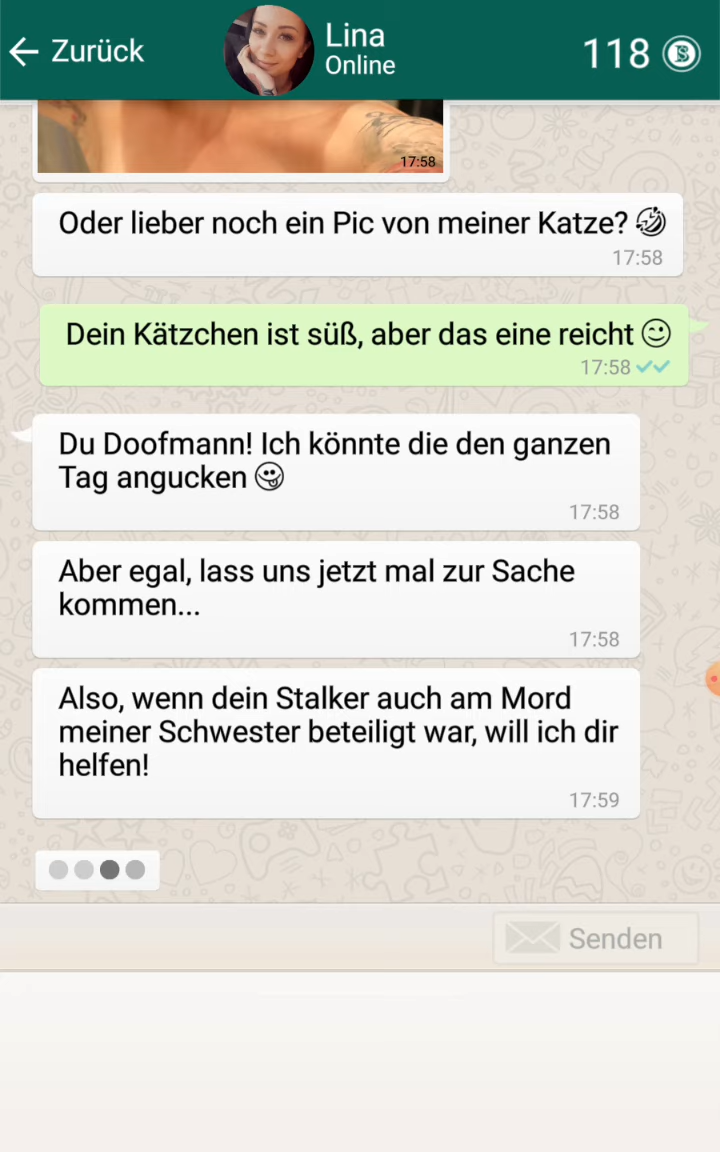 Zurück
Lina
Online
118
17:58
Oder lieber noch ein Pic von meiner Katze? 🤣
17:58
Dein Kätzchen ist süß, aber das eine reicht 😉
17:58
Du Doofmann! Ich könnte die den ganzen
Tag angucken 😜
17:58
Aber egal, lass uns jetzt mal zur Sache
kommen...
17:58
Also, wenn dein Stalker auch am Mord
meiner Schwester beteiligt war, will ich dir
helfen!
17:59
Senden